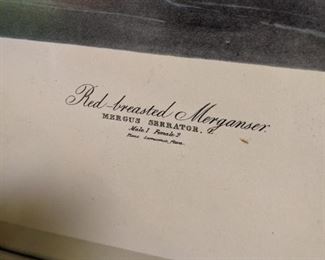 Red-breasted Merganser.
MERGUS SERRATOR, L.
Male. 1 Female. 2